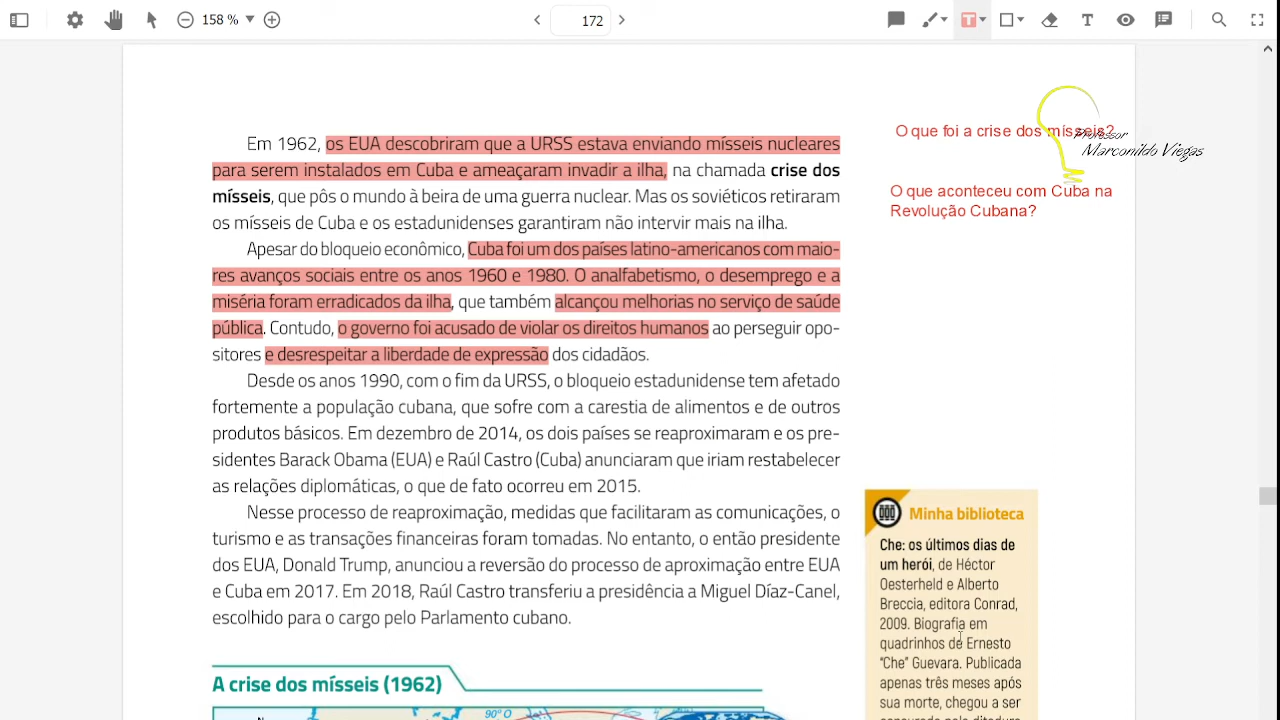 158 %
172
Em 1962, os EUA descobriram que a URSS estava enviando mísseis nucleares
para serem instalados em Cuba e ameaçaram invadir a ilha, na chamada crise dos
mísseis, que pôs o mundo à beira de uma guerra nuclear. Mas os soviéticos retiraram
os mísseis de Cuba e os estadunidenses garantiram não intervir mais na ilha.
Apesar do bloqueio econômico, Cuba foi um dos países latino-americanos com maio-
res avanços sociais entre os anos 1960 e 1980. O analfabetismo, o desemprego e a
miséria foram erradicados da ilha, que também alcançou melhorias no serviço de saúde
pública. Contudo, o governo foi acusado de violar os direitos humanos ao perseguir opo-
sitores e desrespeitar a liberdade de expressão dos cidadãos.
Desde os anos 1990, com o fim da URSS, o bloqueio estadunidense tem afetado
fortemente a população cubana, que sofre com a carestia de alimentos e de outros
produtos básicos. Em dezembro de 2014, os dois países se reaproximaram e os pre-
sidentes Barack Obama (EUA) e Raúl Castro (Cuba) anunciaram que iriam restabelecer
as relações diplomáticas, o que de fato ocorreu em 2015.
Nesse processo de reaproximação, medidas que facilitaram as comunicações, o
turismo e as transações financeiras foram tomadas. No entanto, o então presidente
dos EUA, Donald Trump, anunciou a reversão do processo de aproximação entre EUA
e Cuba em 2017. Em 2018, Raúl Castro transferiu a presidência a Miguel Díaz-Canel,
escolhido para o cargo pelo Parlamento cubano.
A crise dos mísseis (1962)
90° O
O que foi a crise dos mísseis?
Professor
Marconildo Viegas
O que aconteceu com Cuba na
Revolução Cubana?
Minha biblioteca
Che: os últimos dias de
um herói, de Héctor
Oesterheld e Alberto
Breccia, editora Conrad,
2009. Biografia em
quadrinhos de Ernesto
"Che" Guevara. Publicada
apenas três meses após
sua morte, chegou a ser